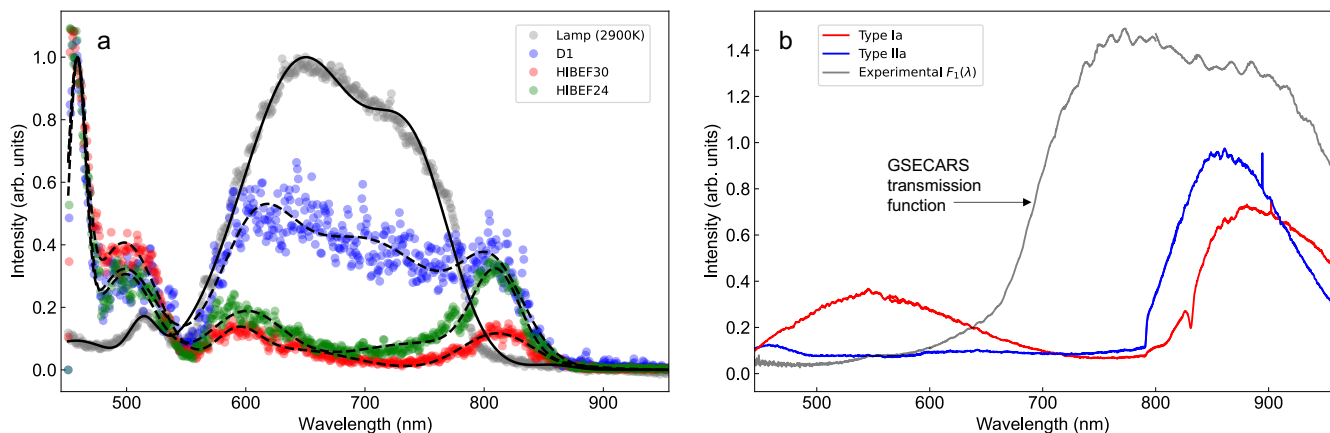 a
Lamp (2900K)
D1
HIBEF30
HIBEF24
Intensity (arb. units)
1.0
0.8
0.6
0.4
0.2
0.0
500
600
700
800
900
Wavelength (nm)
b
Type Ia
Type IIa
Experimental F₁(λ)
GSECARS
transmission
function
Intensity (arb. units)
1.4
1.2
1.0
0.8
0.6
0.4
0.2
0.0
500
600
700
800
900
Wavelength (nm)